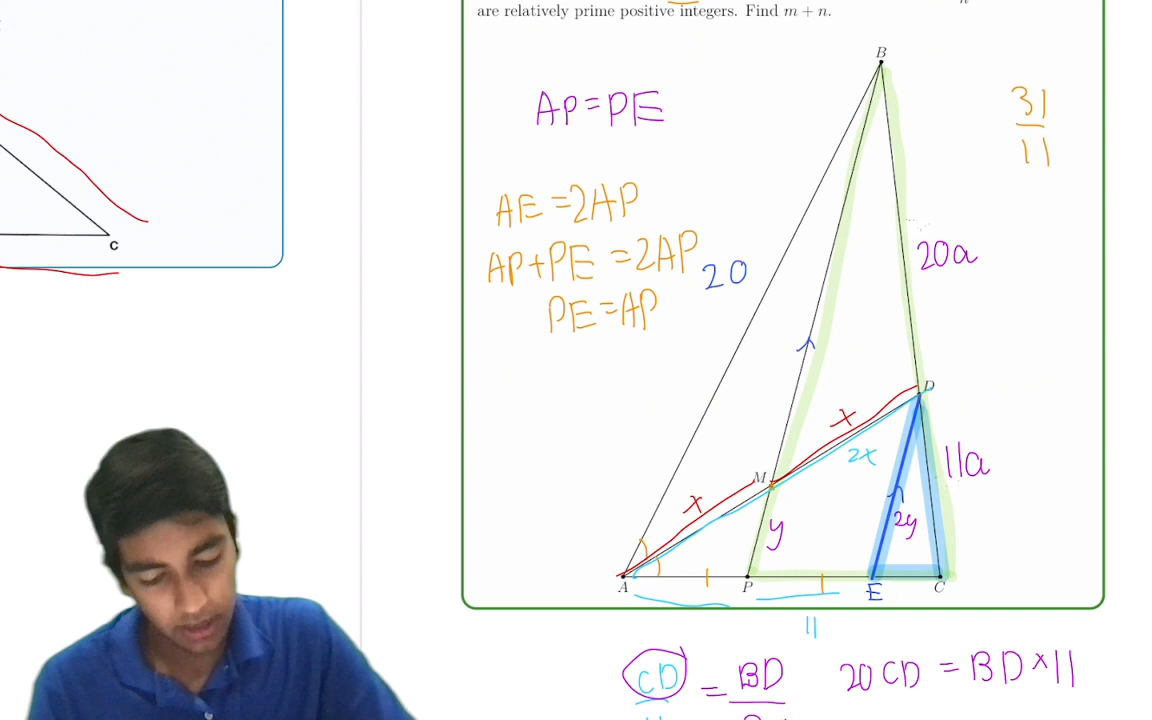 are relatively prime positive integers. Find m + n.
n
B
AP=PE
31
11
AE=2AP
AP+PE=2AP
PE=AP
20
20a
C
D
x
2x
11a
M
x
y
2y
A
P
E
C
11
CD = BD
20 CD = BD×11